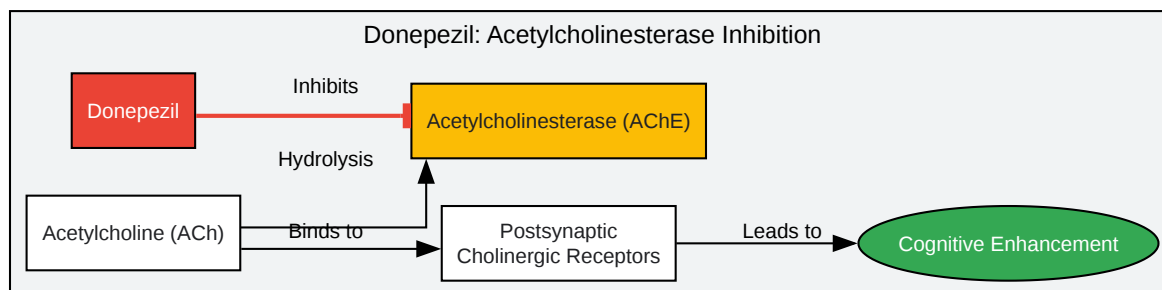 Donepezil: Acetylcholinesterase Inhibition
Donepezil
Inhibits
Acetylcholinesterase (AChE)
Hydrolysis
Acetylcholine (ACh)
Binds to
Postsynaptic
Cholinergic Receptors
Leads to
Cognitive Enhancement